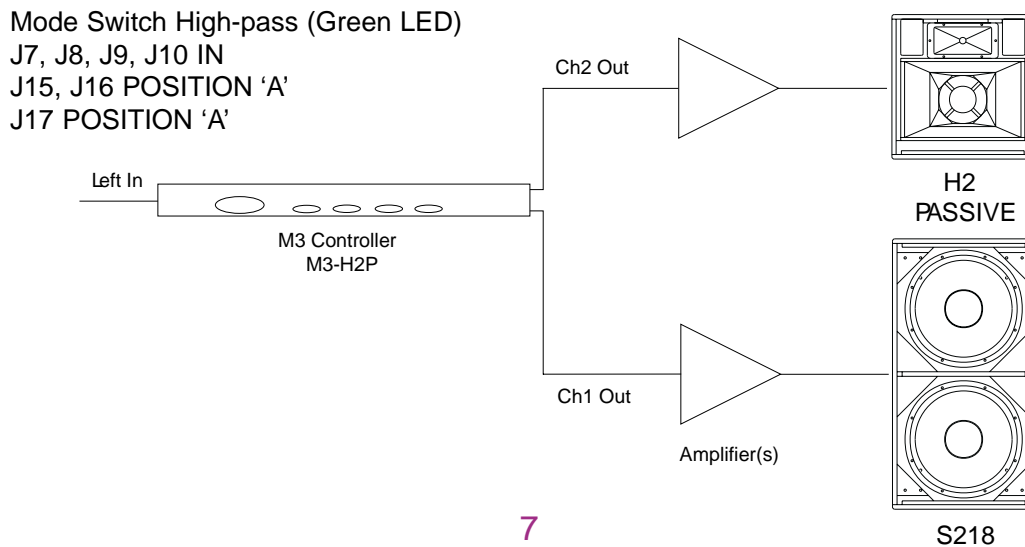 Mode Switch High-pass (Green LED)
J7, J8, J9, J10 IN
J15, J16 POSITION ‘A’
J17 POSITION ‘A’
Left In
M3 Controller
M3-H2P
Ch2 Out
H2
PASSIVE
Ch1 Out
Amplifier(s)
S218
7